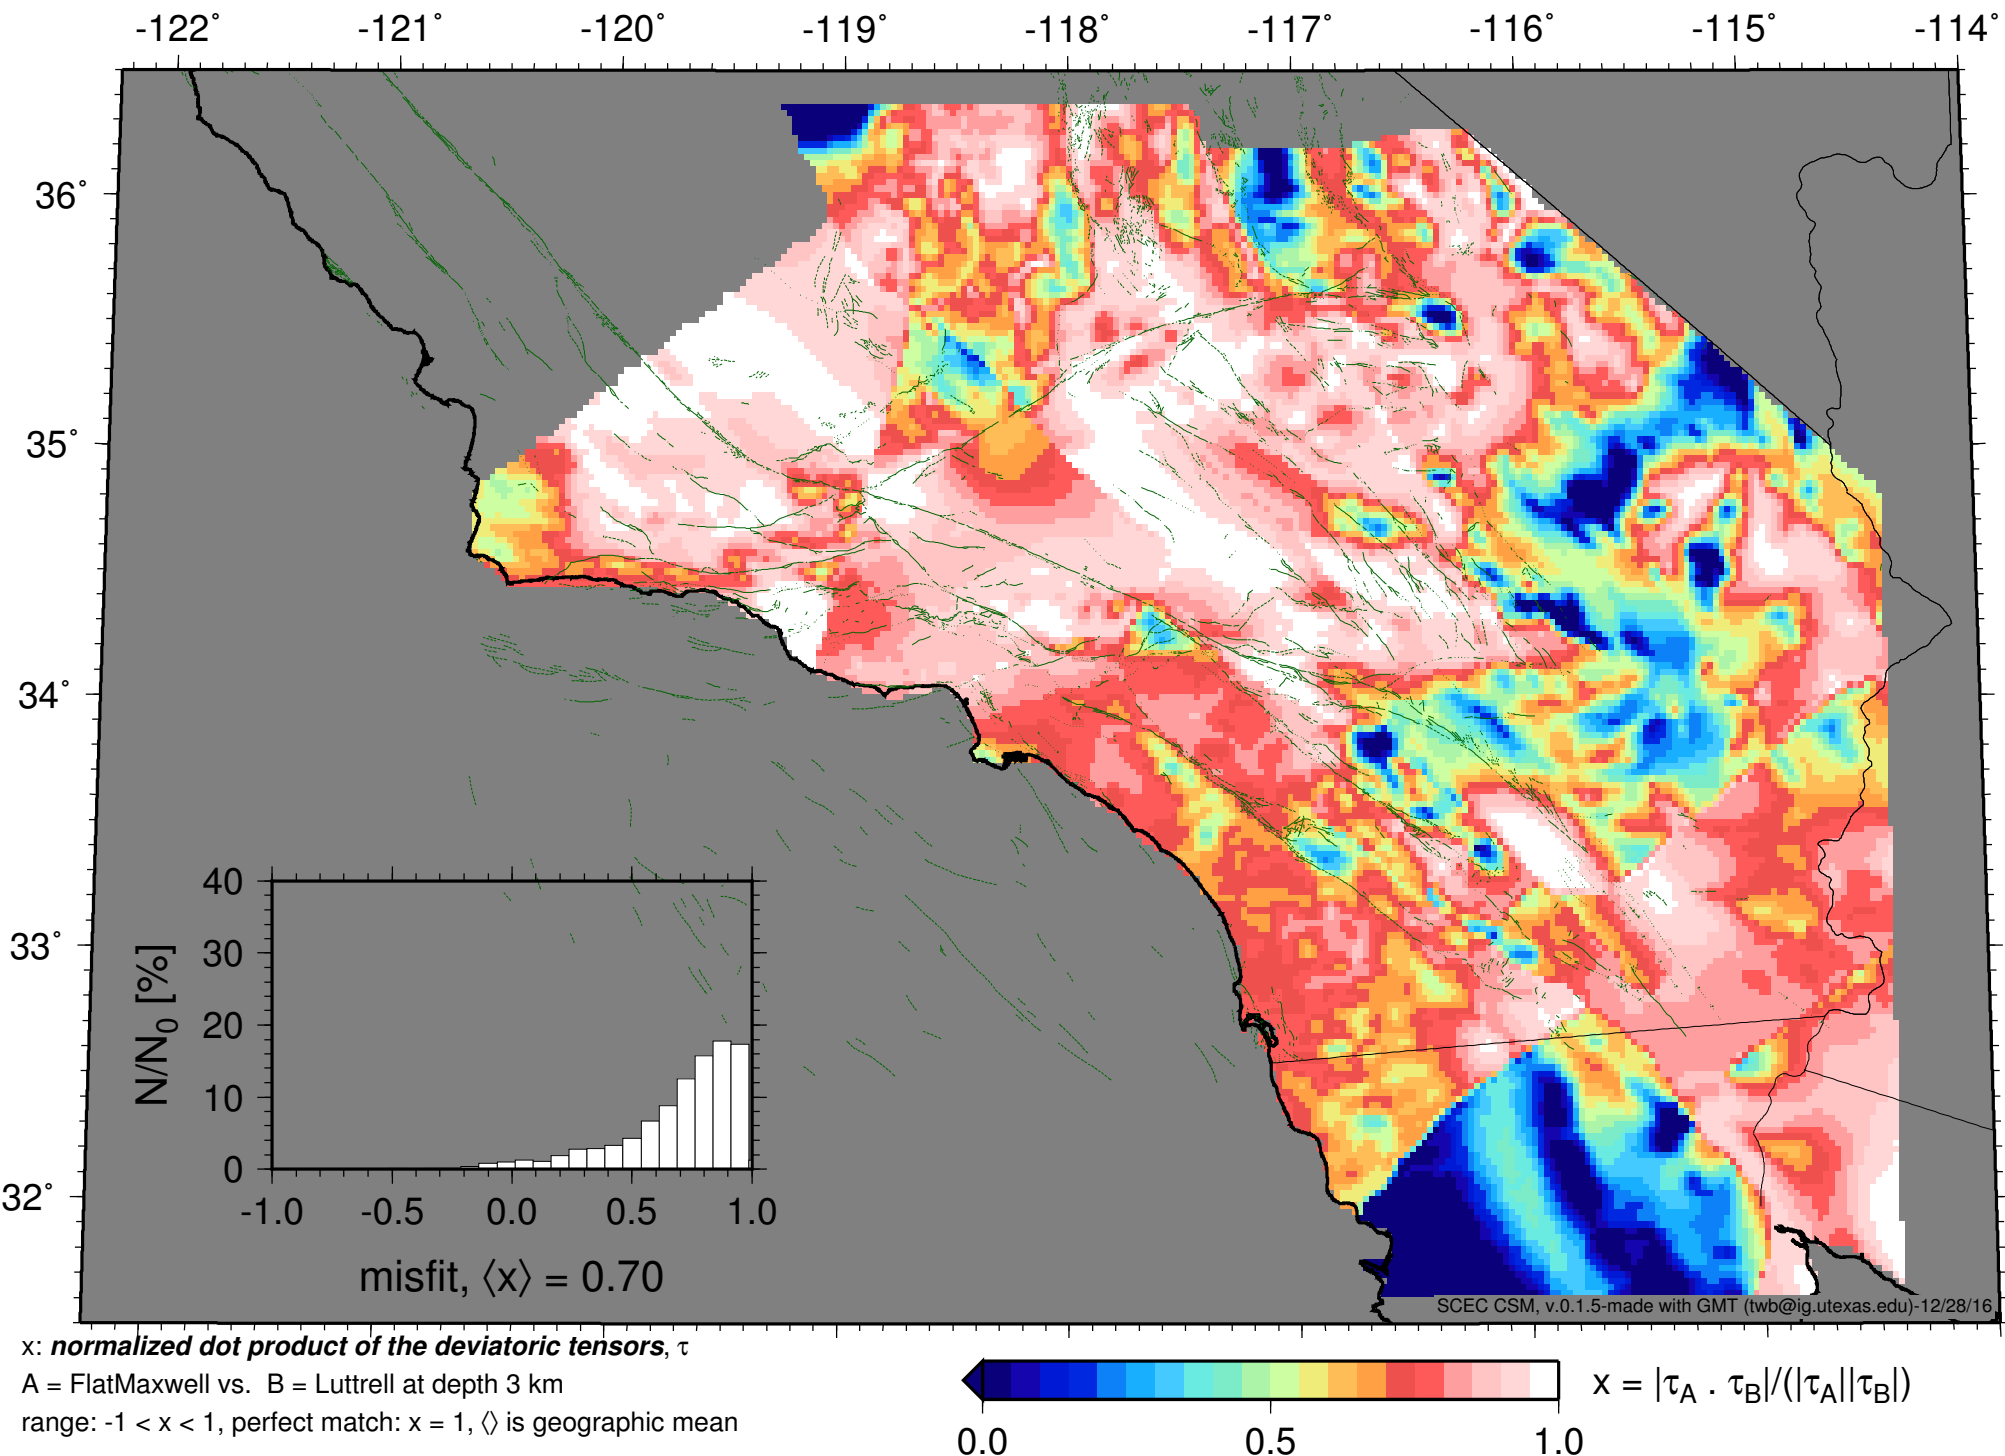 -122˚ -121˚ -120˚ -119˚ -118˚ -117˚ -116˚ -115˚ -114˚
36˚
35˚
34˚
33˚
32˚
40
30
20
10
0
N/N0 [%]
-1.0 -0.5 0.0 0.5 1.0
misfit, ⟨x⟩ = 0.70
SCEC CSM, v.0.1.5-made with GMT (twb@ig.utexas.edu)-12/28/16
x: normalized dot product of the deviatoric tensors, τ
A = FlatMaxwell vs. B = Luttrell at depth 3 km
range: -1 < x < 1, perfect match: x = 1, ⟨⟩ is geographic mean
x = |τA . τB|/(|τA||τB|)
0.0 0.5 1.0